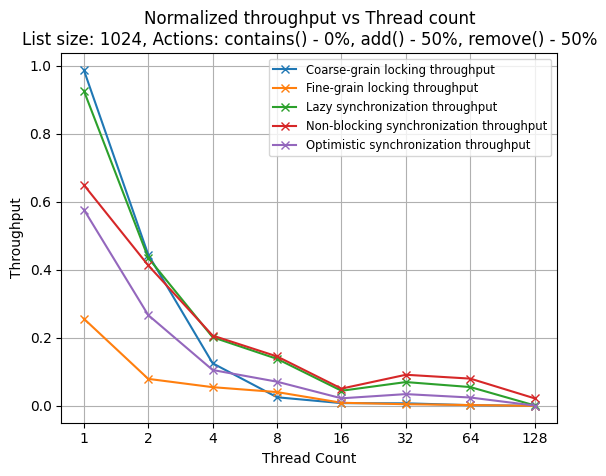 Normalized throughput vs Thread count
List size: 1024, Actions: contains() - 0%, add() - 50%, remove() - 50%
Coarse-grain locking throughput
Fine-grain locking throughput
Lazy synchronization throughput
Non-blocking synchronization throughput
Optimistic synchronization throughput
Throughput
1.0
0.8
0.6
0.4
0.2
0.0
1 2 4 8 16 32 64 128
Thread Count